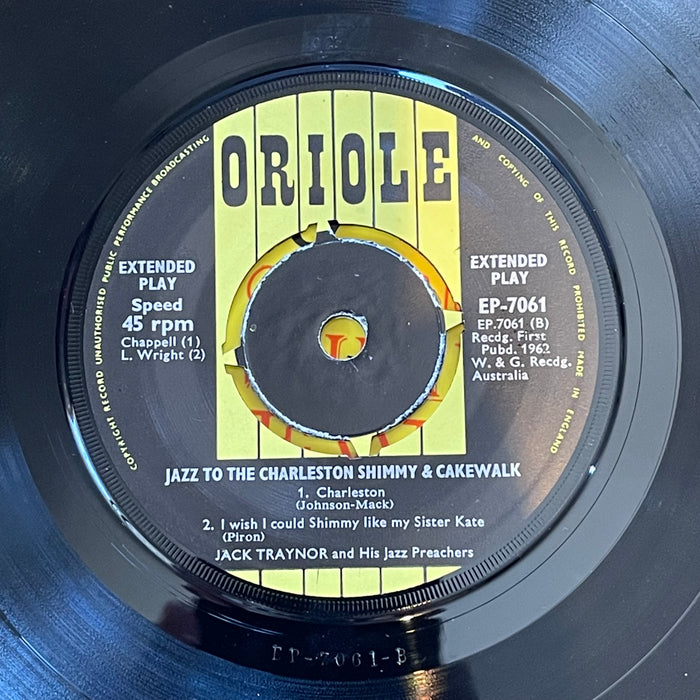 COPYRIGHT RECORD UNAUTHORISED PUBLIC PERFORMANCE BROADCASTING
AND COPYING OF THIS RECORD PROHIBITED MADE IN ENGLAND
ORIOLE
EXTENDED
PLAY
Speed
45 rpm
Chappell (1)
L. Wright (2)
EXTENDED
PLAY
EP-7061
EP.7061 (B)
Recdg. First
Pubd. 1962
W. & G. Recdg.
Australia
JAZZ TO THE CHARLESTON SHIMMY & CAKEWALK
1. Charleston
(Johnson-Mack)
2. I wish I could Shimmy like my Sister Kate
(Piron)
JACK TRAYNOR and His Jazz Preachers
EP-7061-B